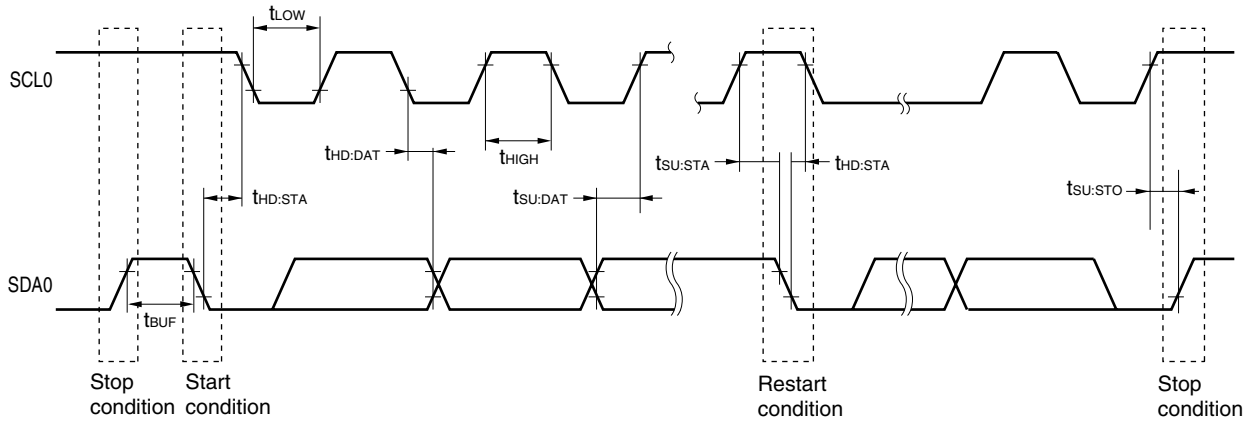 tLOW
SCL0
tHD:DAT
tHIGH
tSU:STA
tHD:STA
tHD:STA
tSU:DAT
tSU:STO
SDA0
tBUF
Stop
condition
Start
condition
Restart
condition
Stop
condition